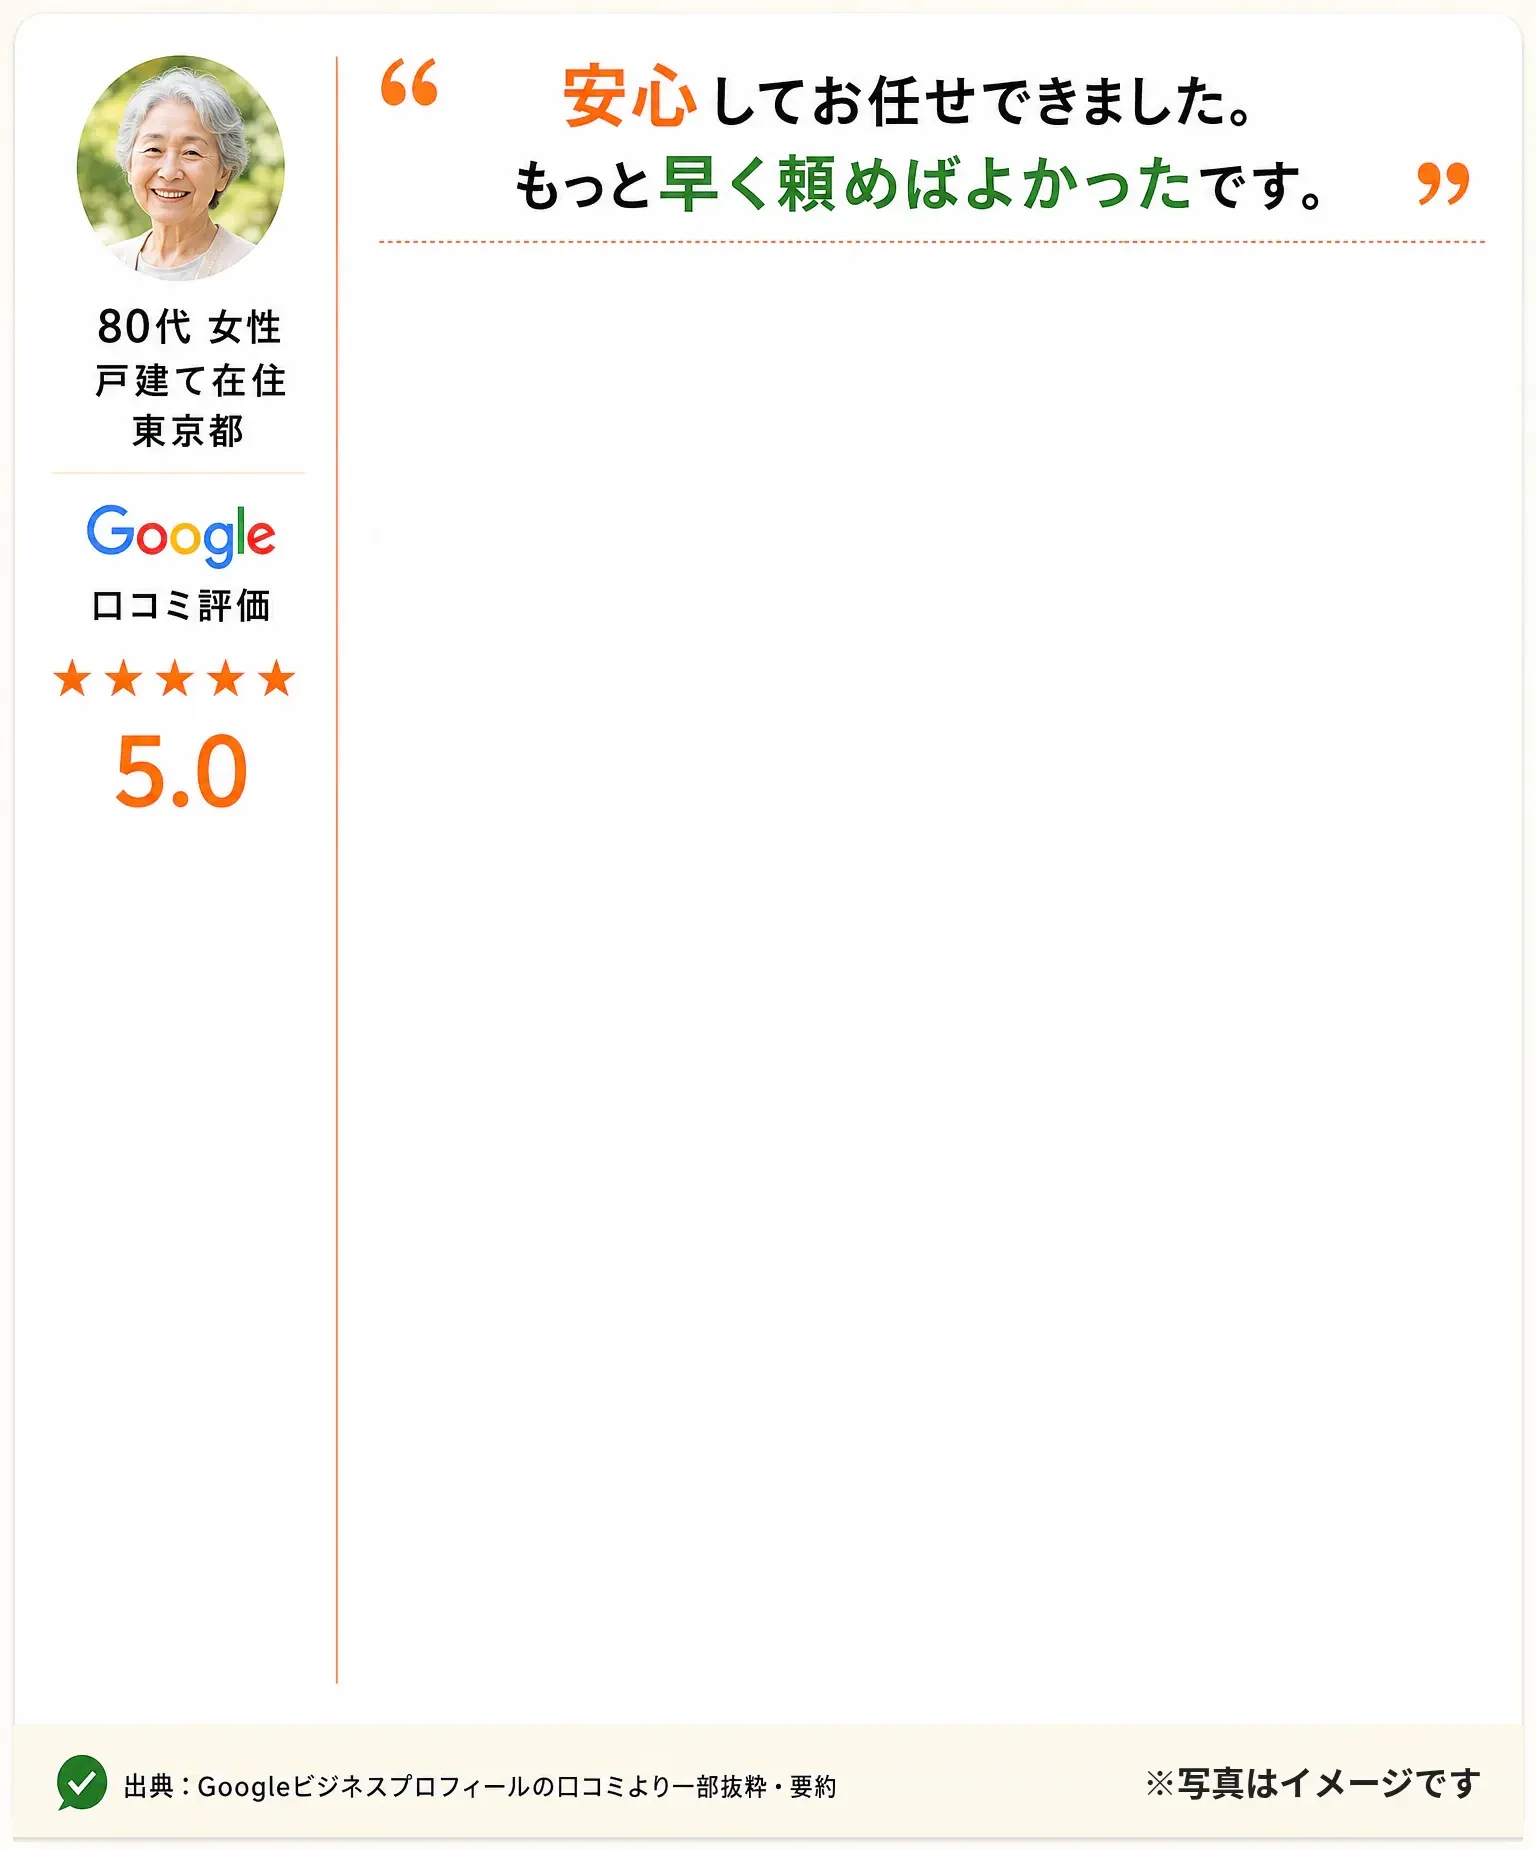 80代 女性
戸建て在住
東京都
Google
口コミ評価
★★★★★
5.0
“安心してお任せできました。
もっと早く頼めばよかったです。”
出典：Googleビジネスプロフィールの口コミより一部抜粋・要約
※写真はイメージです